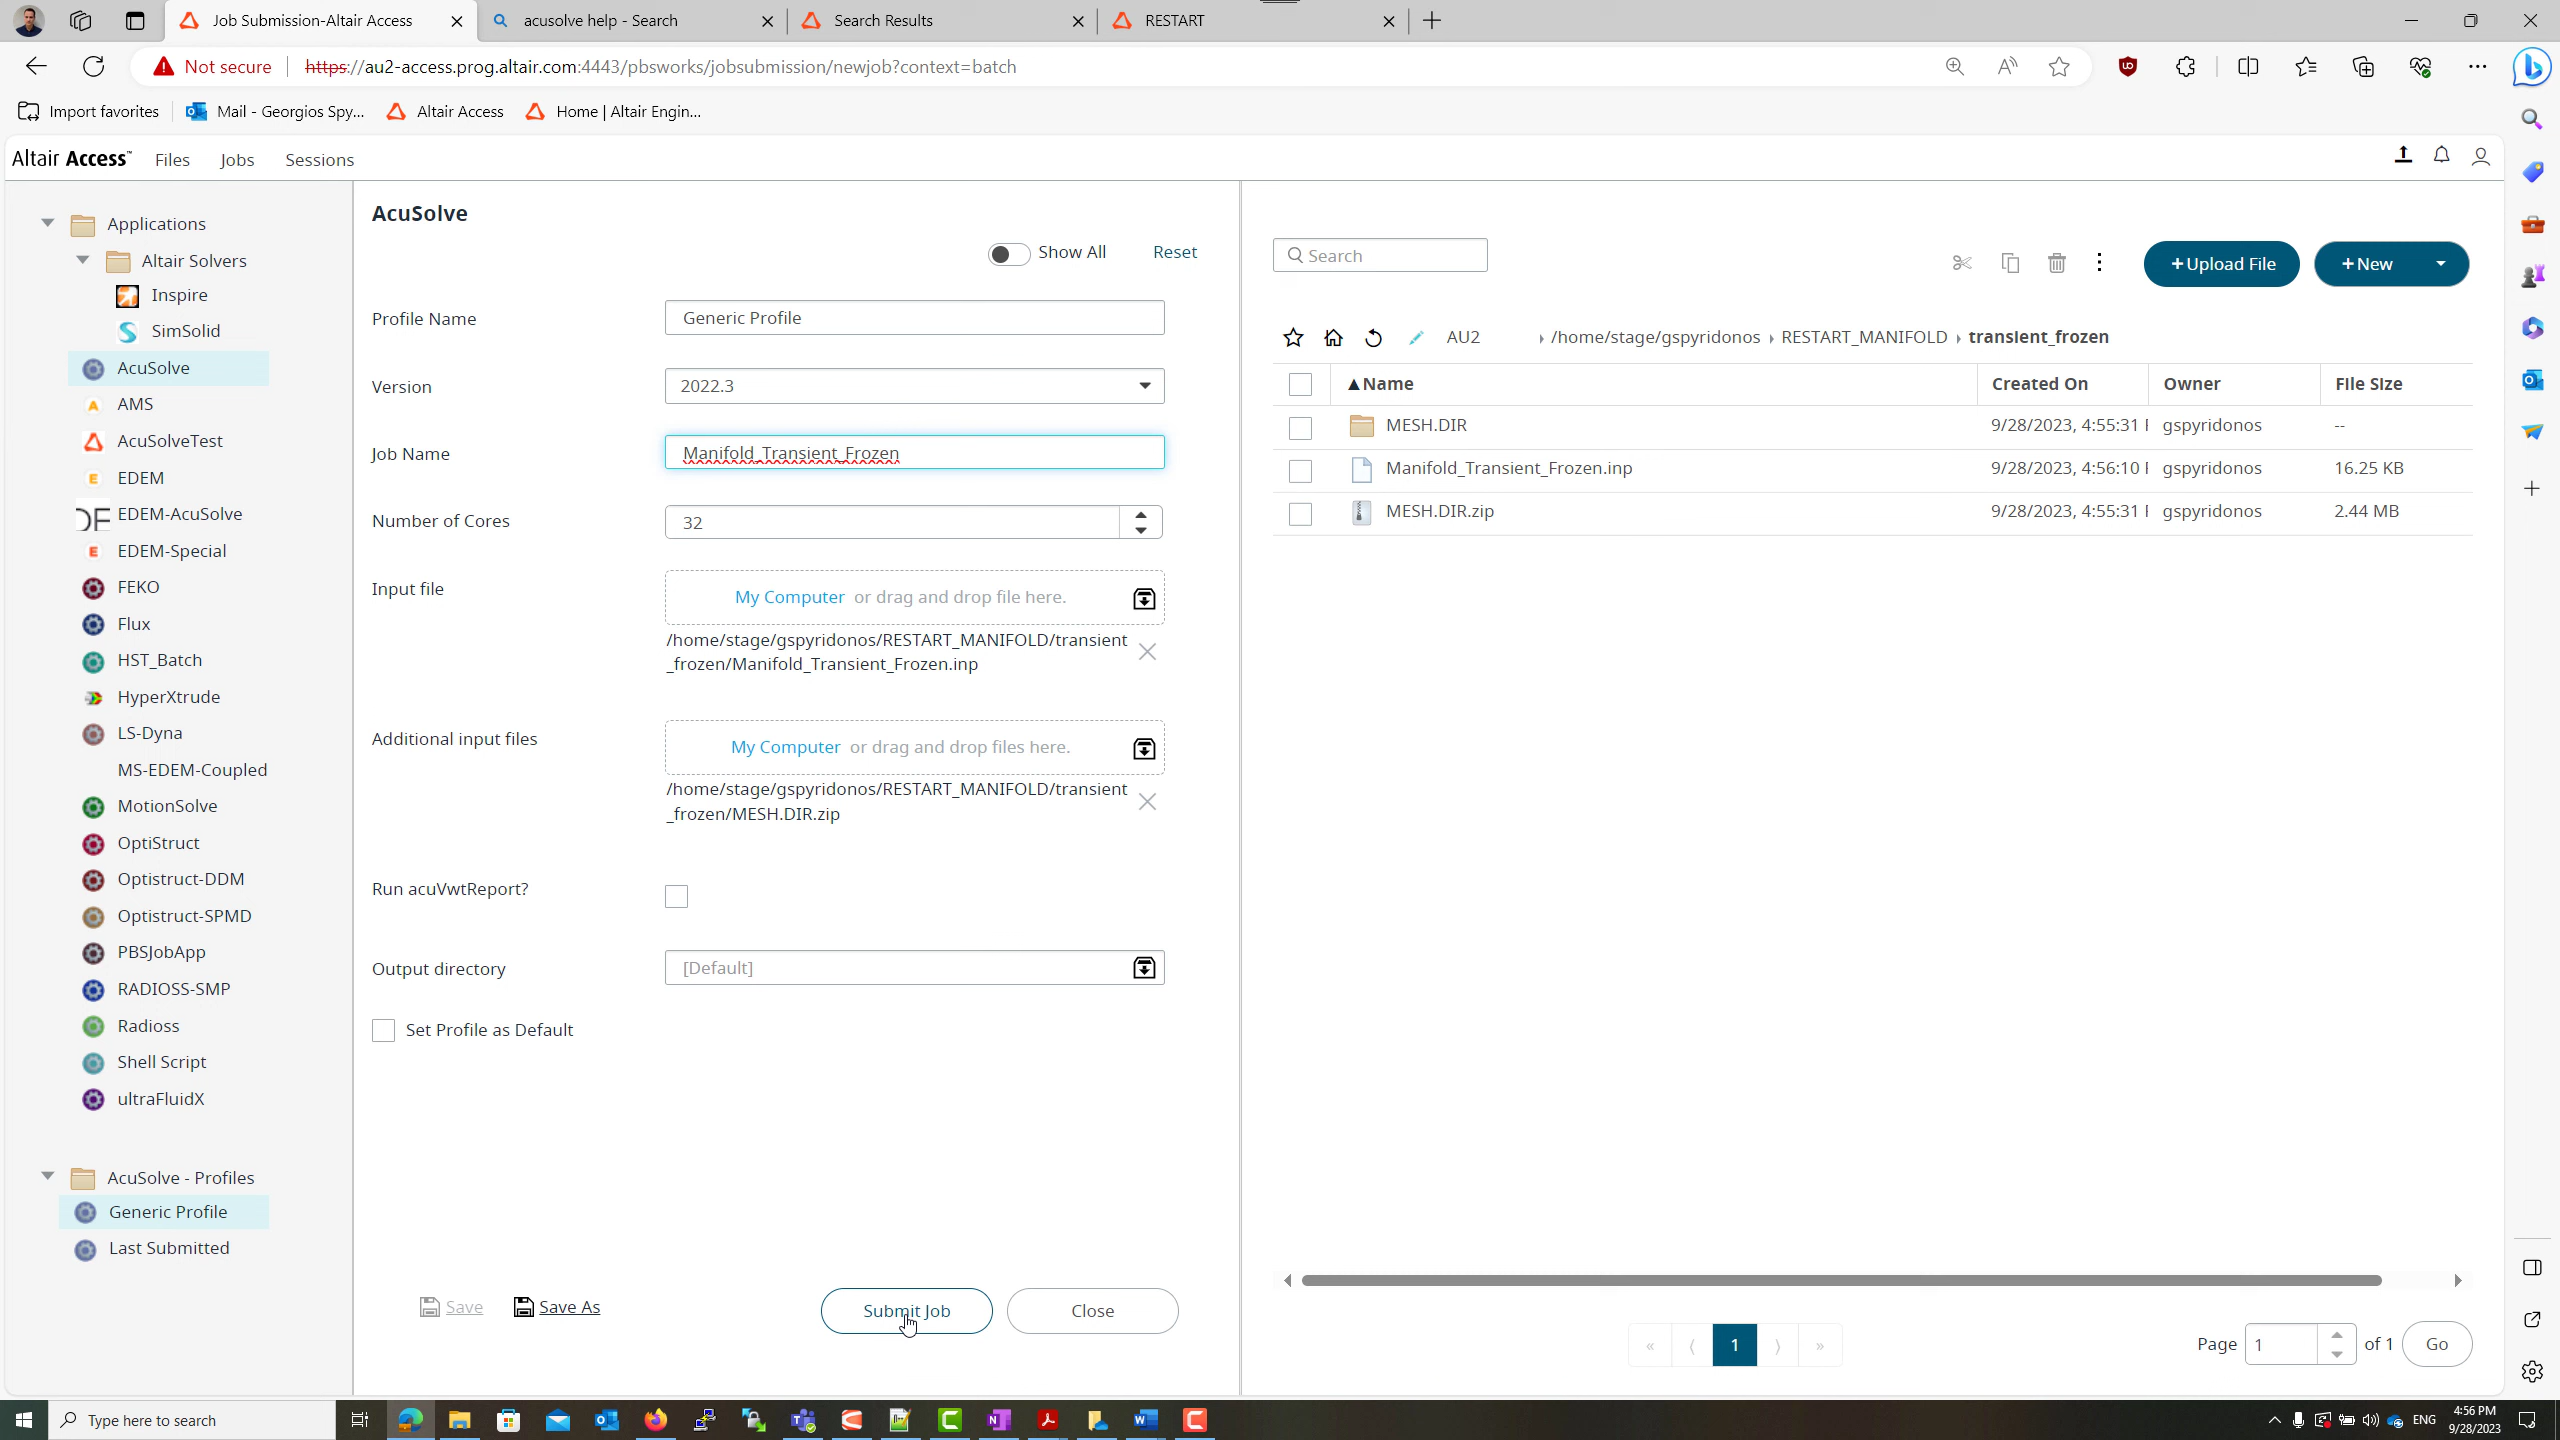 Job Submission-Altair Access
acusolve help - Search
Search Results
RESTART
Not secure
https://au2-access.prog.altair.com:4443/pbsworks/jobsubmission/newjob?context=batch
Import favorites
Mail - Georgios Spy...
Altair Access
Home | Altair Engin...
Altair Access™
Files
Jobs
Sessions
Applications
Altair Solvers
Inspire
SimSolid
AcuSolve
AMS
AcuSolveTest
EDEM
EDEM-AcuSolve
EDEM-Special
FEKO
Flux
HST_Batch
HyperXtrude
LS-Dyna
MS-EDEM-Coupled
MotionSolve
OptiStruct
Optistruct-DDM
Optistruct-SPMD
PBSJobApp
RADIOSS-SMP
Radioss
Shell Script
ultraFluidX
AcuSolve - Profiles
Generic Profile
Last Submitted
AcuSolve
Show All
Reset
Profile Name
Generic Profile
Version
2022.3
Job Name
Manifold_Transient_Frozen
Number of Cores
32
Input file
My Computer or drag and drop file here.
/home/stage/gspyridonos/RESTART_MANIFOLD/transient
_frozen/Manifold_Transient_Frozen.inp
Additional input files
My Computer or drag and drop files here.
/home/stage/gspyridonos/RESTART_MANIFOLD/transient
_frozen/MESH.DIR.zip
Run acuVwtReport?
Output directory
[Default]
Set Profile as Default
Save
Save As
Submit Job
Close
Search
+Upload File
+New
AU2
/home/stage/gspyridonos
RESTART_MANIFOLD
transient_frozen
Name
Created On
Owner
File Size
MESH.DIR
9/28/2023, 4:55:31
gspyridonos
--
Manifold_Transient_Frozen.inp
9/28/2023, 4:56:10
gspyridonos
16.25 KB
MESH.DIR.zip
9/28/2023, 4:55:31
gspyridonos
2.44 MB
1
Page
1
of 1
Go
Type here to search
ENG
4:56 PM
9/28/2023